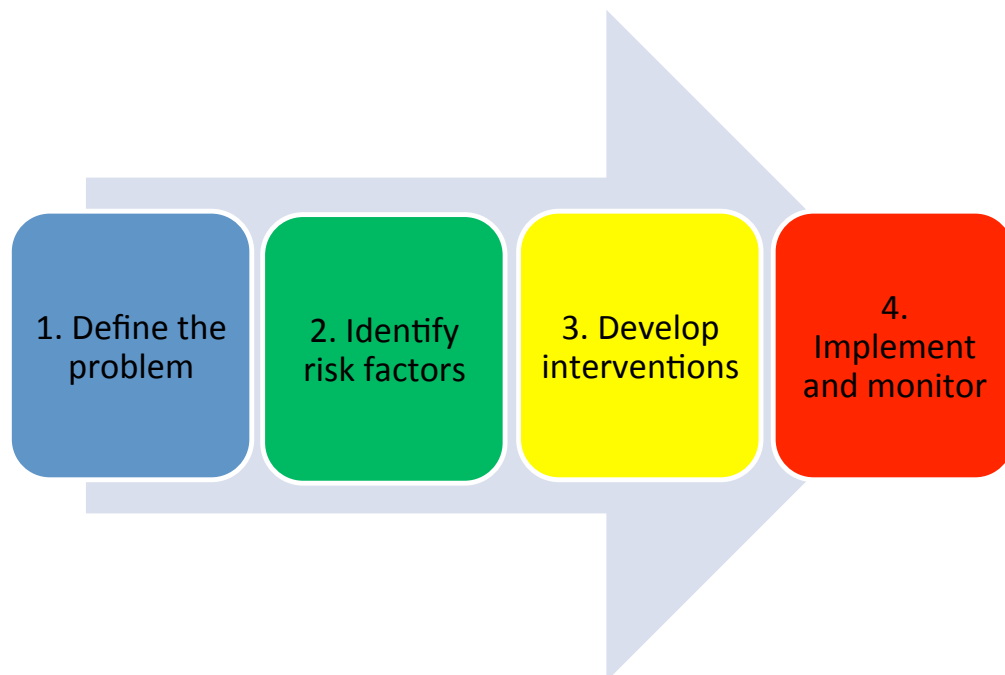 1. Define the
problem
2. Identify
risk factors
3. Develop
interventions
4.
Implement
and monitor